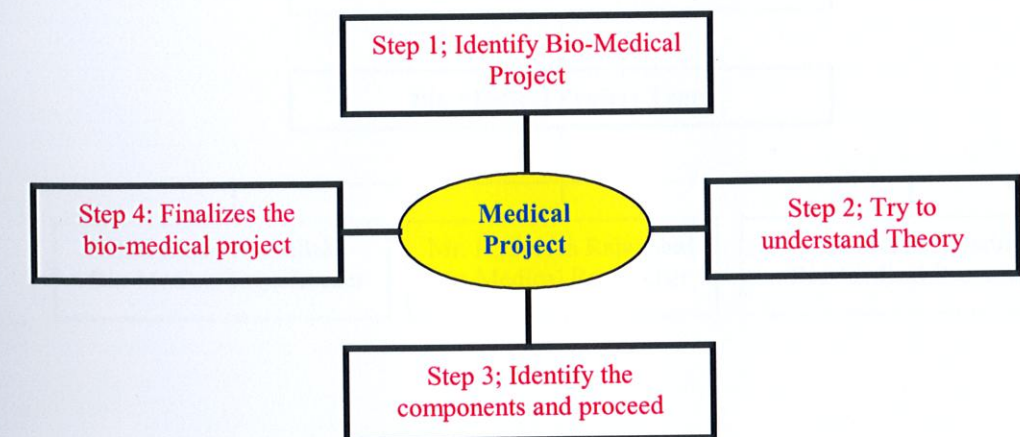 Step 1; Identify Bio-Medical
Project
Step 4: Finalizes the
bio-medical project
Medical
Project
Step 2; Try to
understand Theory
Step 3; Identify the
components and proceed